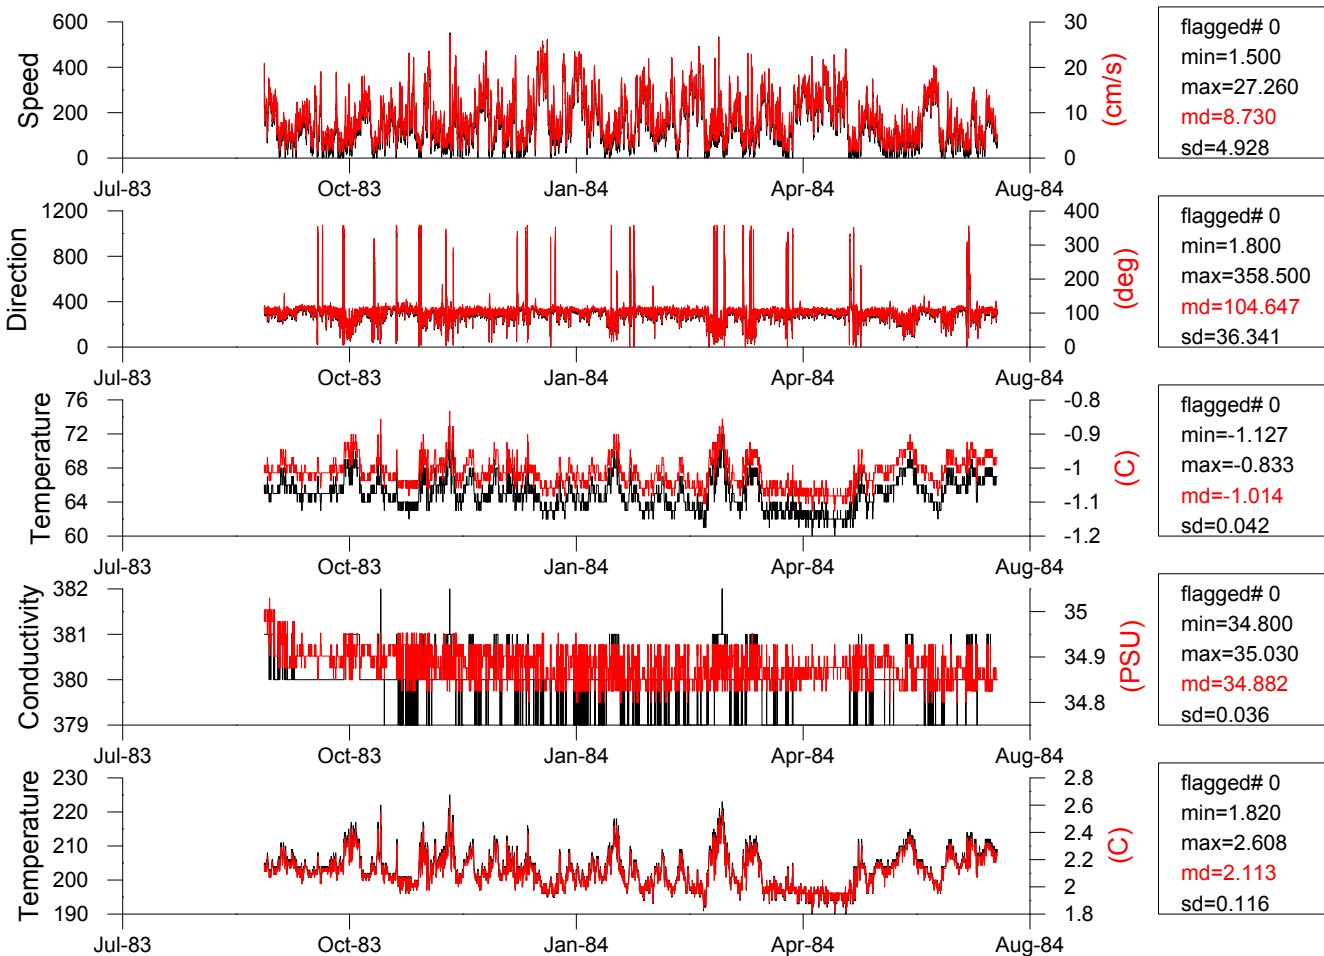 600
400
200
0
Speed
30
20
10
0
(cm/s)
Jul-83
Oct-83
Jan-84
Apr-84
Aug-84
flagged# 0
min=1.500
max=27.260
md=8.730
sd=4.928
1200
800
400
0
Direction
400
300
200
100
0
(deg)
Jul-83
Oct-83
Jan-84
Apr-84
Aug-84
flagged# 0
min=1.800
max=358.500
md=104.647
sd=36.341
76
72
68
64
60
Temperature
-0.8
-0.9
-1
-1.1
-1.2
(C)
Jul-83
Oct-83
Jan-84
Apr-84
Aug-84
flagged# 0
min=-1.127
max=-0.833
md=-1.014
sd=0.042
382
381
380
379
Conductivity
35
34.9
34.8
(PSU)
Jul-83
Oct-83
Jan-84
Apr-84
Aug-84
flagged# 0
min=34.800
max=35.030
md=34.882
sd=0.036
230
220
210
200
190
Temperature
2.8
2.6
2.4
2.2
2
1.8
(C)
Jul-83
Oct-83
Jan-84
Apr-84
Aug-84
flagged# 0
min=1.820
max=2.608
md=2.113
sd=0.116